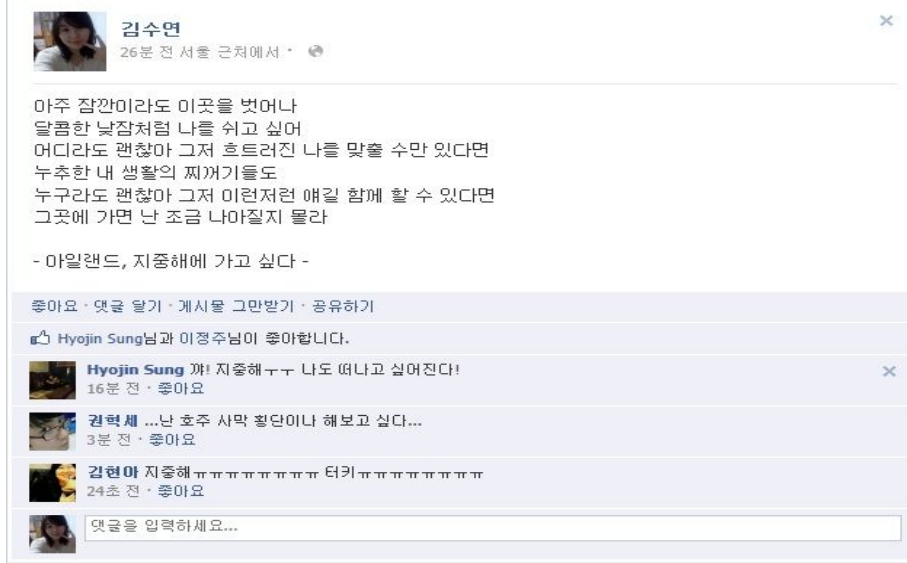 김수연
26분 전 서울 근처에서 ·
아주 잠깐이라도 이곳을 벗어나
달콤한 낮잠처럼 나를 쉬고 싶어
어디라도 괜찮아 그저 흐트러진 나를 맞출 수만 있다면
누추한 내 생활의 찌꺼기들도
누구라도 괜찮아 그저 이런저런 얘길 함께 할 수 있다면
그곳에 가면 난 조금 나아질지 몰라
- 아일랜드, 지중해에 가고 싶다 -
좋아요 · 댓글 달기 · 게시물 그만받기 · 공유하기
Hyojin Sung님과 이정주님이 좋아합니다.
Hyojin Sung 꺄! 지중해ㅜㅜ 나도 떠나고 싶어진다!
16분 전 · 좋아요
권혁세 ...난 호주 사막 횡단이나 해보고 싶다...
3분 전 · 좋아요
김현아 지중해ㅠㅠㅠㅠㅠㅠㅠㅠ 터키ㅠㅠㅠㅠㅠㅠㅠㅠ
24초 전 · 좋아요
댓글을 입력하세요...